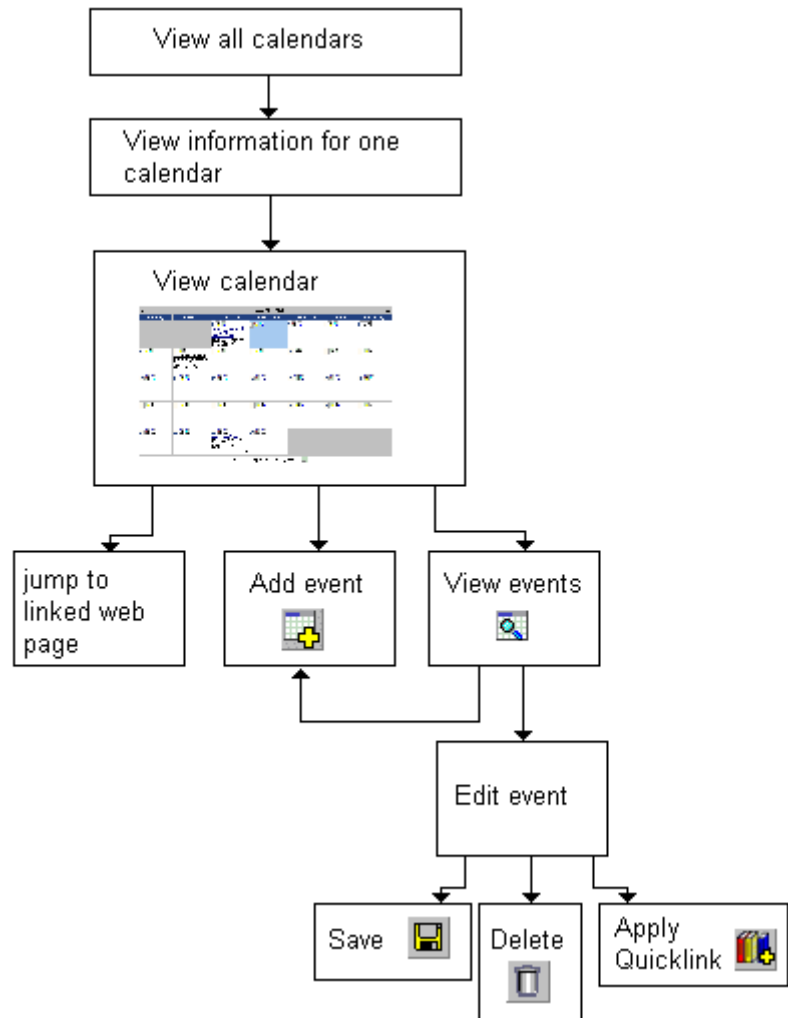 View all calendars
View information for one
calendar
View calendar
jump to
linked web
page
Add event
View events
Edit event
Save
Delete
Apply
Quicklink